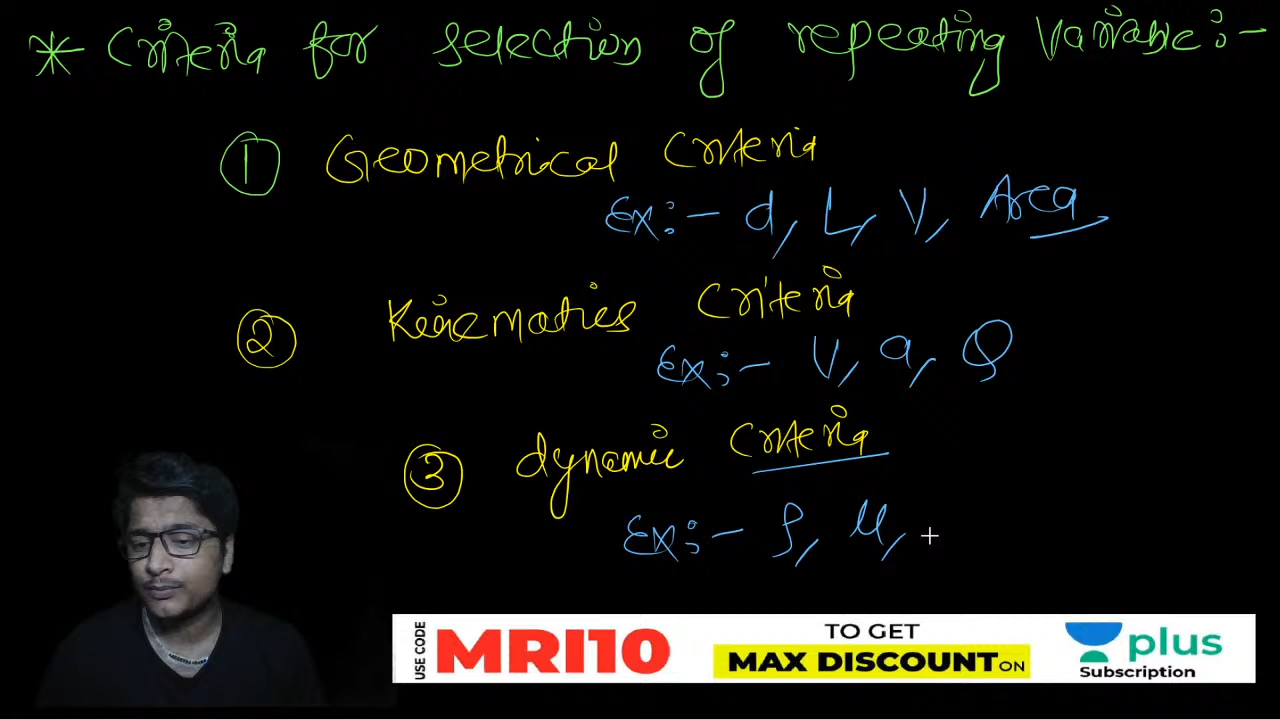 * Criteria for selection of repeating Variable:-
① Geometrical Criteria
Ex:- d, L, V, Area
② Kinematics Criteria
Ex:- V, a, Q
③ dynamic Criteria
Ex:- ρ, μ,
USE CODE MRI10 TO GET MAX DISCOUNT ON plus Subscription